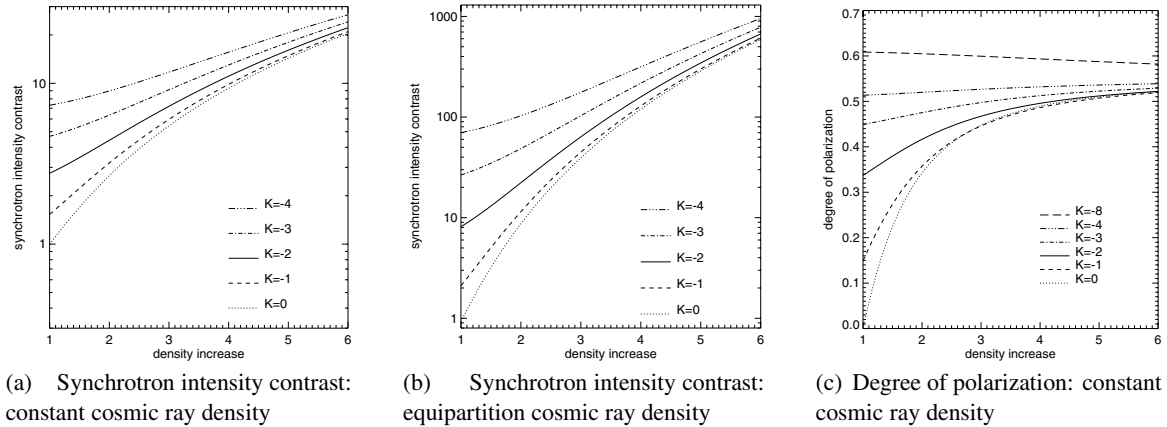 10
1
synchrotron intensity contrast
K=-4
K=-3
K=-2
K=-1
K=0
1 2 3 4 5 6
density increase
(a) Synchrotron intensity contrast:
constant cosmic ray density
1000
100
10
1
synchrotron intensity contrast
K=-4
K=-3
K=-2
K=-1
K=0
1 2 3 4 5 6
density increase
(b) Synchrotron intensity contrast:
equipartition cosmic ray density
0.7
0.6
0.5
0.4
0.3
0.2
0.1
0.0
degree of polarization
K=-8
K=-4
K=-3
K=-2
K=-1
K=0
1 2 3 4 5 6
density increase
(c) Degree of polarization: constant
cosmic ray density